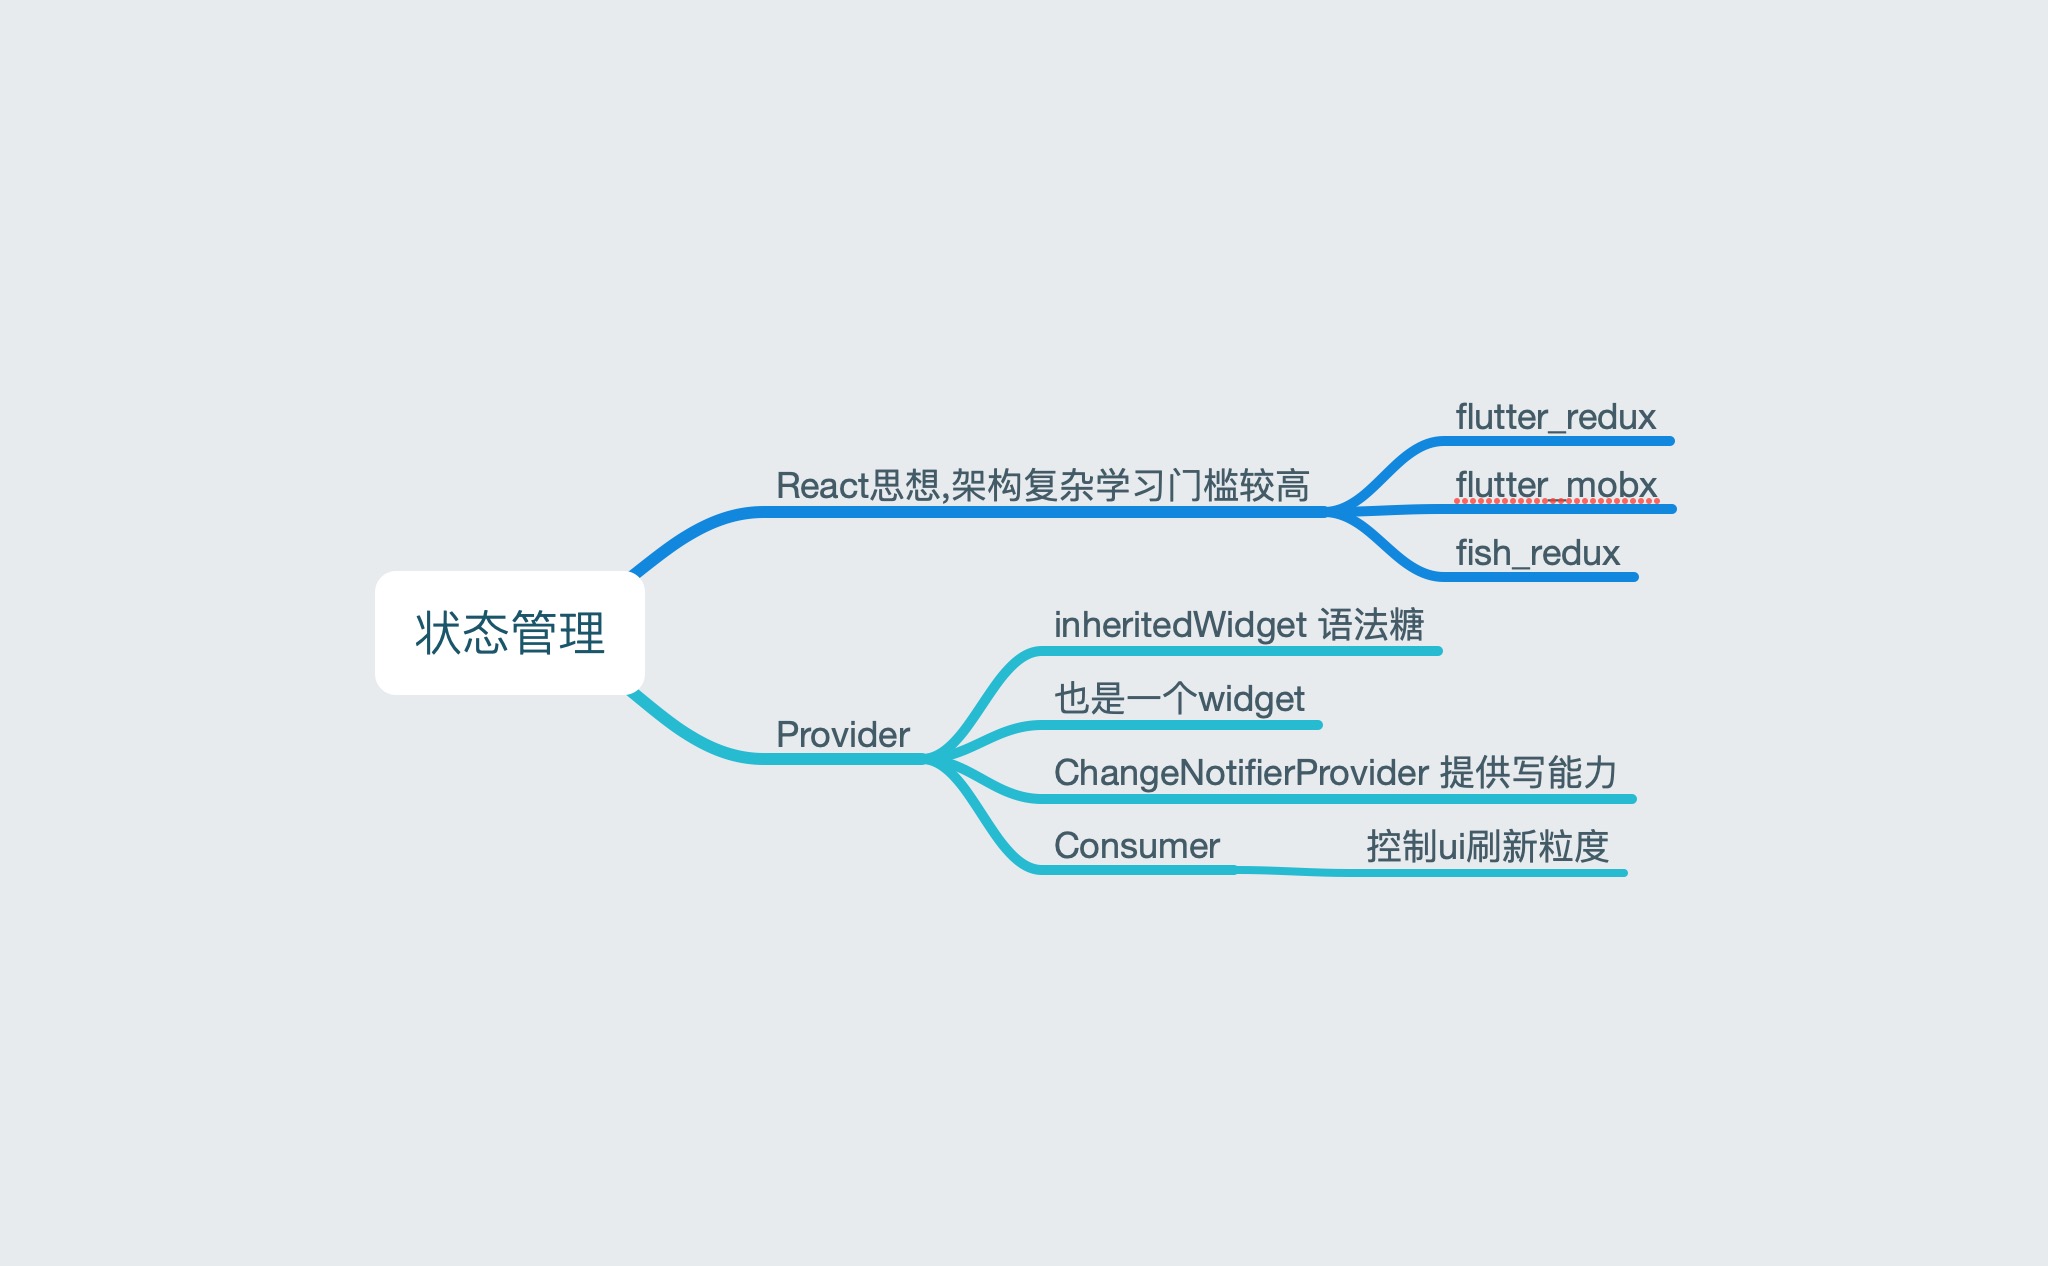 状态管理
React思想,架构复杂学习门槛较高
flutter_redux
flutter_mobx
fish_redux
Provider
inheritedWidget 语法糖
也是一个widget
ChangeNotifierProvider 提供写能力
Consumer
控制ui刷新粒度